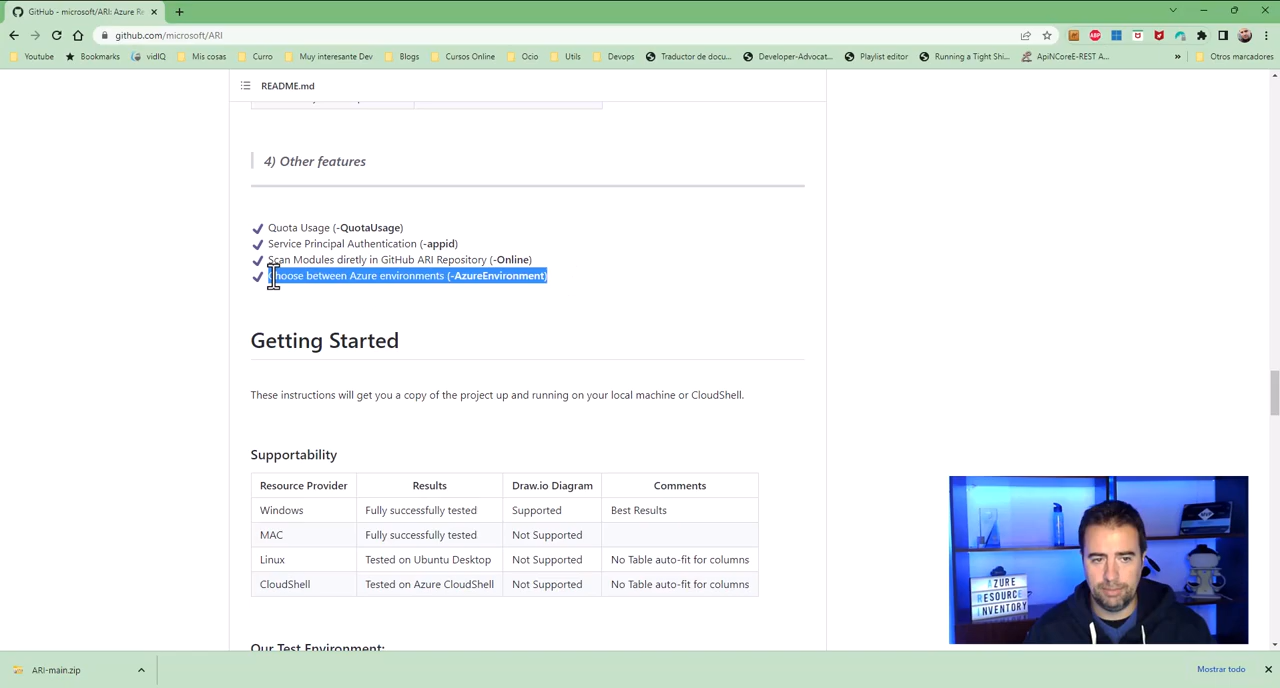 GitHub - microsoft/ARI: Azure Re
github.com/microsoft/ARI
Youtube
Bookmarks
vidIQ
Mis cosas
Curro
Muy interesante Dev
Blogs
Cursos Online
Ocio
Utils
Devops
Traductor de docu...
Developer-Advocat...
Playlist editor
Running a Tight Shi...
ApiNCoreE-REST A...
»
Otros marcadores
README.md
4) Other features
Quota Usage (-QuotaUsage)
Service Principal Authentication (-appid)
Scan Modules diretly in GitHub ARI Repository (-Online)
Choose between Azure environments (-AzureEnvironment)
Getting Started
These instructions will get you a copy of the project up and running on your local machine or CloudShell.
Supportability
Resource Provider Results Draw.io Diagram Comments
Windows Fully successfully tested Supported Best Results
MAC Fully successfully tested Not Supported
Linux Tested on Ubuntu Desktop Not Supported No Table auto-fit for columns
CloudShell Tested on Azure CloudShell Not Supported No Table auto-fit for columns
Our Test Environment:
AZURE
RESOURCE
INVENTORY
ARI-main.zip
Mostrar todo